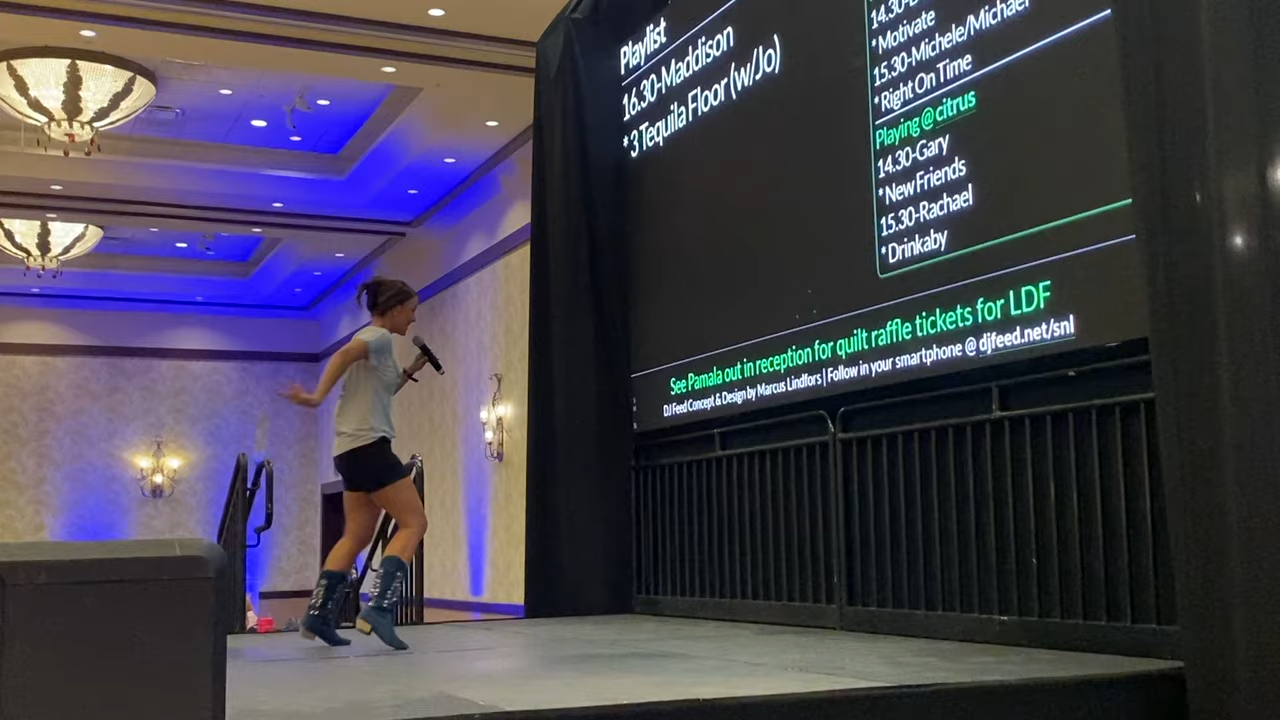 Playlist
16.30-Maddison
*3 Tequila Floor (w/Jo)
*Motivate
15.30-Michele/Michael
*Right On Time
Playing @ citrus
14.30-Gary
*New Friends
15.30-Rachael
*Drinkaby
See Pamala out in reception for quilt raffle tickets for LDF
DJ Feed Concept & Design by Marcus Lindfors | Follow in your smartphone @ djfeed.net/snl